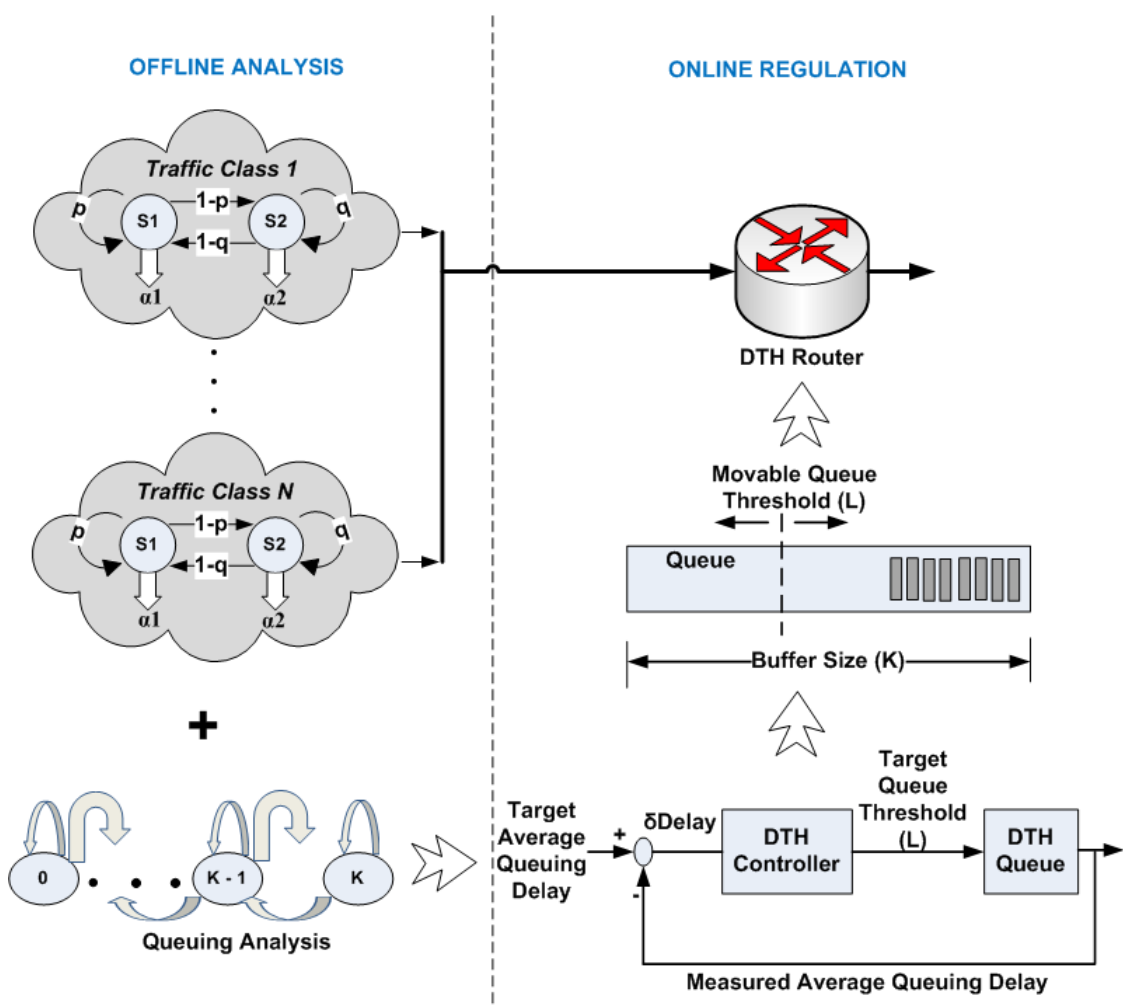 OFFLINE ANALYSIS
ONLINE REGULATION
Traffic Class 1
p
S1
1-p
1-q
S2
q
α1
α2
DTH Router
Traffic Class N
p
S1
1-p
1-q
S2
q
α1
α2
Movable Queue
Threshold (L)
Queue
Buffer Size (K)
+
0
K - 1
K
Queuing Analysis
Target
Average
Queuing
Delay
+
-
δDelay
DTH
Controller
Target
Queue
Threshold
(L)
DTH
Queue
Measured Average Queuing Delay